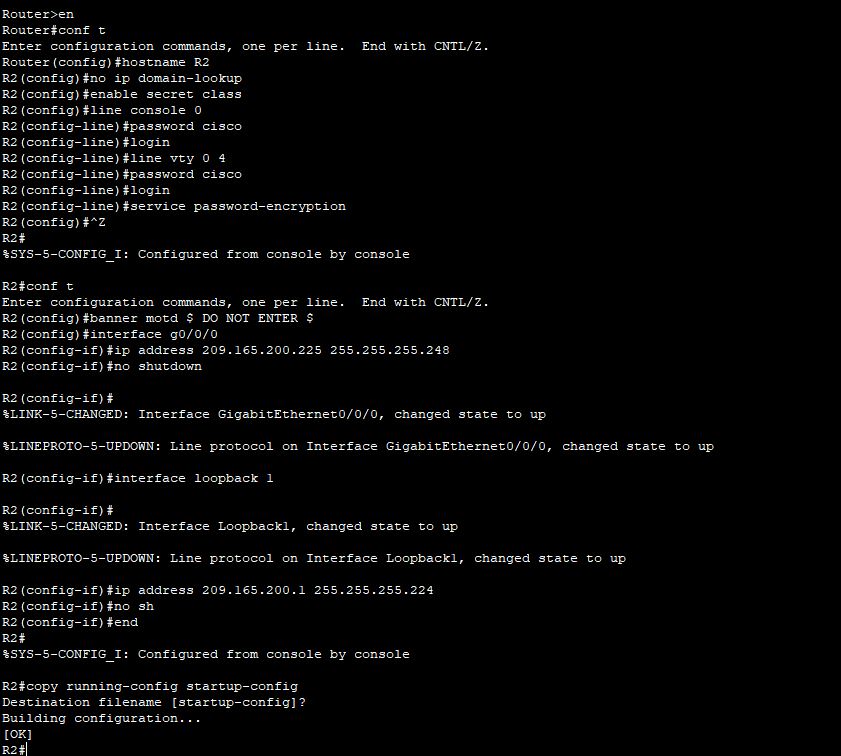 Router>en
Router#conf t
Enter configuration commands, one per line.  End with CNTL/Z.
Router(config)#hostname R2
R2(config)#no ip domain-lookup
R2(config)#enable secret class
R2(config)#line console 0
R2(config-line)#password cisco
R2(config-line)#login
R2(config-line)#line vty 0 4
R2(config-line)#password cisco
R2(config-line)#login
R2(config-line)#service password-encryption
R2(config)#^Z
R2#
%SYS-5-CONFIG_I: Configured from console by console
R2#conf t
Enter configuration commands, one per line.  End with CNTL/Z.
R2(config)#banner motd $ DO NOT ENTER $
R2(config)#interface g0/0/0
R2(config-if)#ip address 209.165.200.225 255.255.255.248
R2(config-if)#no shutdown
R2(config-if)#
%LINK-5-CHANGED: Interface GigabitEthernet0/0/0, changed state to up
%LINEPROTO-5-UPDOWN: Line protocol on Interface GigabitEthernet0/0/0, changed state to up
R2(config-if)#interface loopback 1
R2(config-if)#
%LINK-5-CHANGED: Interface Loopback1, changed state to up
%LINEPROTO-5-UPDOWN: Line protocol on Interface Loopback1, changed state to up
R2(config-if)#ip address 209.165.200.1 255.255.255.224
R2(config-if)#no sh
R2(config-if)#end
R2#
%SYS-5-CONFIG_I: Configured from console by console
R2#copy running-config startup-config
Destination filename [startup-config]?
Building configuration...
[OK]
R2#